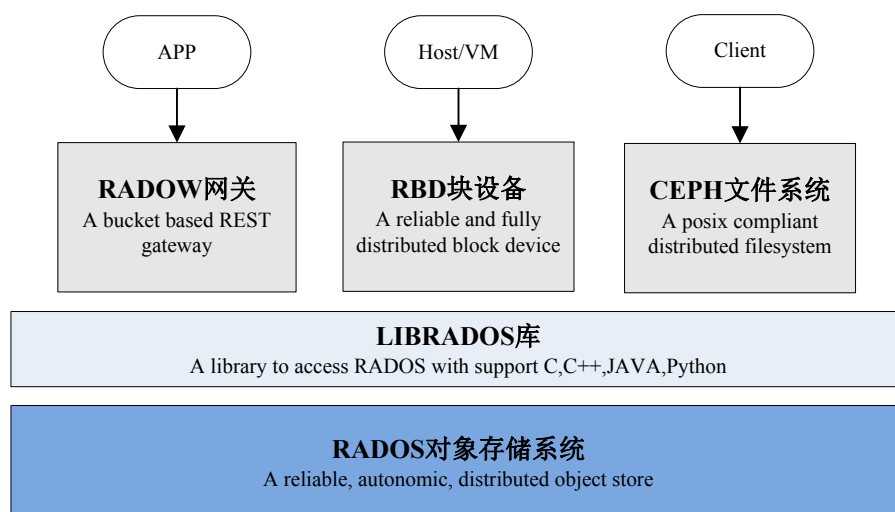 APP
Host/VM
Client
RADOW网关
A bucket based REST
gateway
RBD块设备
A reliable and fully
distributed block device
CEPH文件系统
A posix compliant
distributed filesystem
LIBRADOS库
A library to access RADOS with support C,C++,JAVA,Python
RADOS对象存储系统
A reliable, autonomic, distributed object store